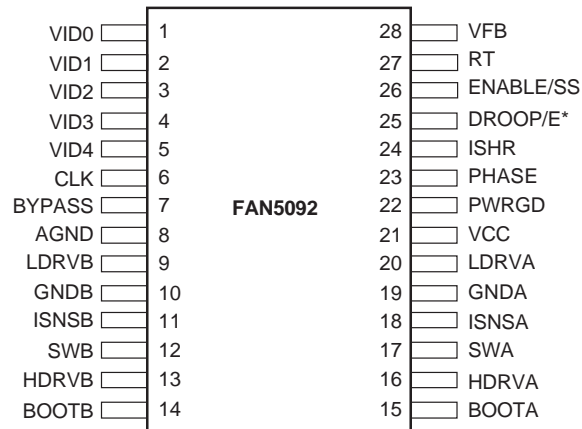 VID0 1 28 VFB
VID1 2 27 RT
VID2 3 26 ENABLE/SS
VID3 4 25 DROOP/E*
VID4 5 24 ISHR
CLK 6 23 PHASE
BYPASS 7 FAN5092 22 PWRGD
AGND 8 21 VCC
LDRVB 9 20 LDRVA
GNDB 10 19 GNDA
ISNSB 11 18 ISNSA
SWB 12 17 SWA
HDRVB 13 16 HDRVA
BOOTB 14 15 BOOTA